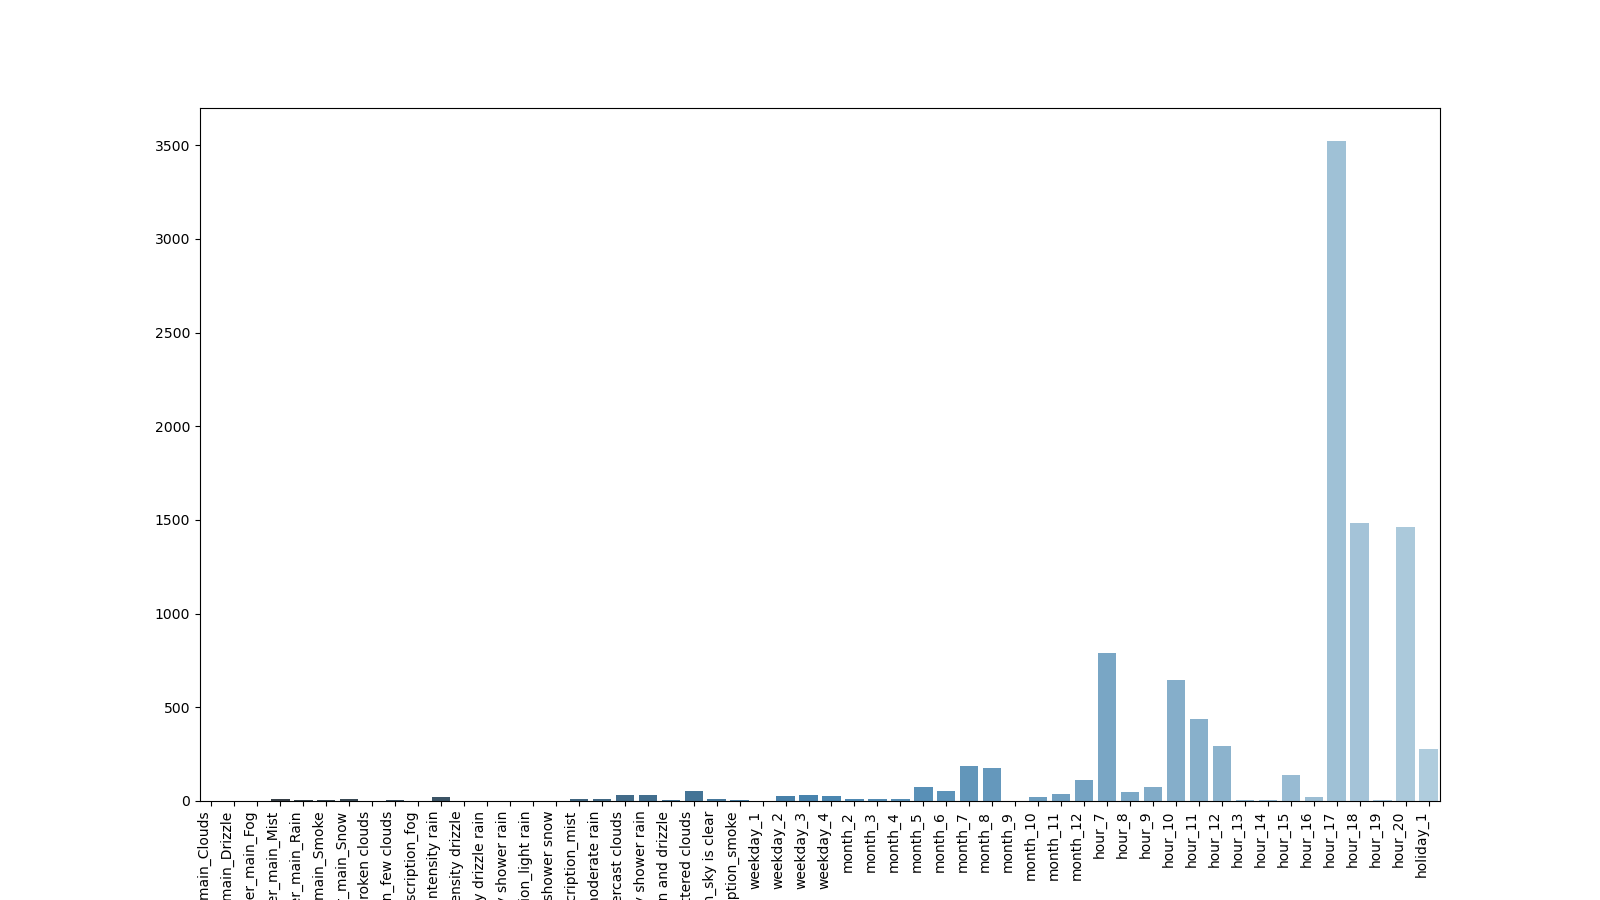 3500
3000
2500
2000
1500
1000
500
0
main_Clouds
main_Drizzle
er_main_Fog
er_main_Mist
er_main_Rain
main_Smoke
_main_Snow
roken clouds
n_few clouds
scription_fog
ntensity rain
ensity drizzle
y drizzle rain
shower rain
ion_light rain
shower snow
cription_mist
moderate rain
ercast clouds
shower rain
n and drizzle
ttered clouds
n_sky is clear
ption_smoke
weekday_1
weekday_2
weekday_3
weekday_4
month_2
month_3
month_4
month_5
month_6
month_7
month_8
month_9
month_10
month_11
month_12
hour_7
hour_8
hour_9
hour_10
hour_11
hour_12
hour_13
hour_14
hour_15
hour_16
hour_17
hour_18
hour_19
hour_20
holiday_1